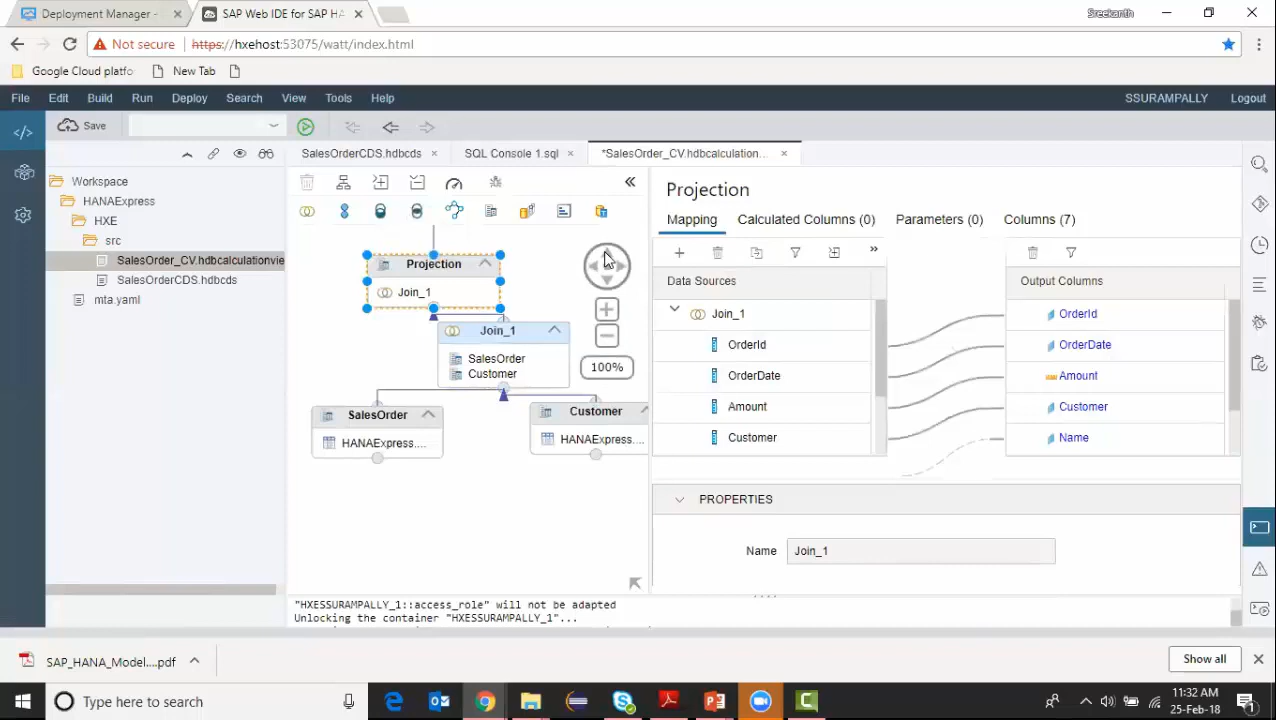 Deployment Manager -
SAP Web IDE for SAP H
Sreekanth
Not secure
https://hxehost:53075/watt/index.html
Google Cloud platfo
New Tab
File Edit Build Run Deploy Search View Tools Help
SSURAMPALLY Logout
Save
SalesOrderCDS.hdbcds
SQL Console 1.sql
*SalesOrder_CV.hdbcalculation...
Workspace
HANAExpress
HXE
src
SalesOrder_CV.hdbcalculationvie
SalesOrderCDS.hdbcds
mta.yaml
Projection
Join_1
Join_1
SalesOrder
Customer
SalesOrder
HANAExpress....
Customer
HANAExpress....
100%
Projection
Mapping Calculated Columns (0) Parameters (0) Columns (7)
Data Sources
Join_1
OrderId
OrderDate
Amount
Customer
Output Columns
OrderId
OrderDate
Amount
Customer
Name
PROPERTIES
Name Join_1
"HXESSURAMPALLY_1::access_role" will not be adapted
Unlocking the container "HXESSURAMPALLY_1"...
SAP_HANA_Model....pdf
Show all
Type here to search
11:32 AM
25-Feb-18